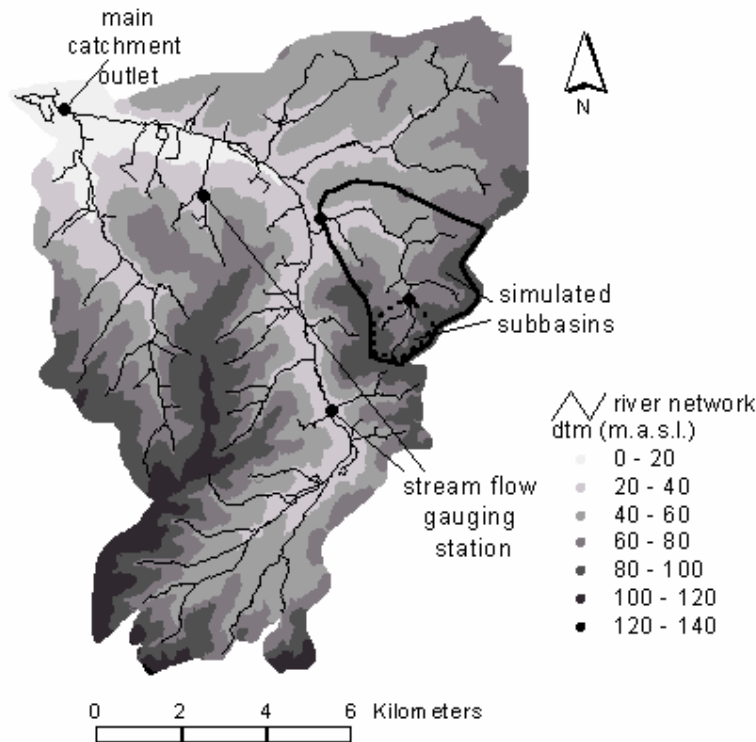 main
catchment
outlet
N
simulated
subbasins
river network
dtm (m.a.s.l.)
0 - 20
20 - 40
40 - 60
60 - 80
80 - 100
100 - 120
120 - 140
stream flow
gauging
station
0 2 4 6 Kilometers